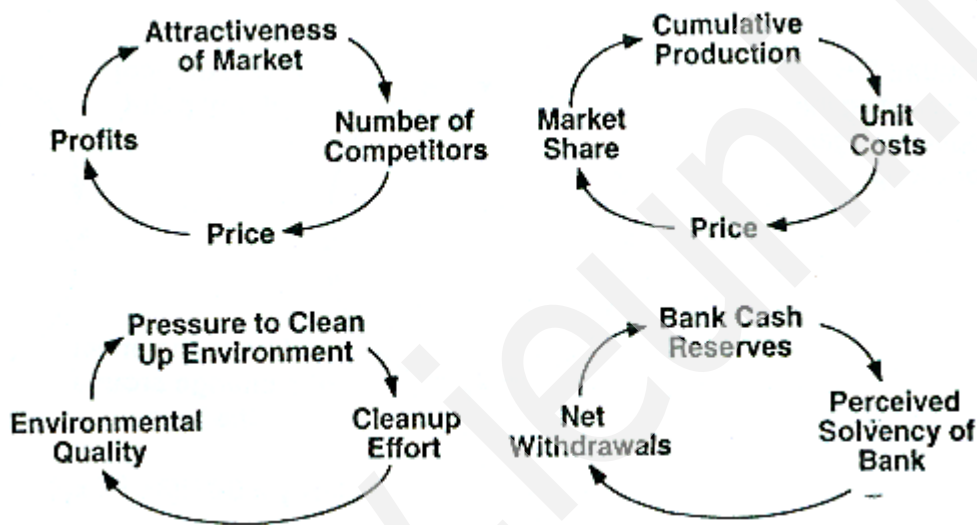 Attractiveness
of Market
Profits
Number of
Competitors
Price
Cumulative
Production
Market
Share
Unit
Costs
Price
Pressure to Clean
Up Environment
Environmental
Quality
Cleanup
Effort
Bank Cash
Reserves
Net
Withdrawals
Perceived
Solvency of
Bank